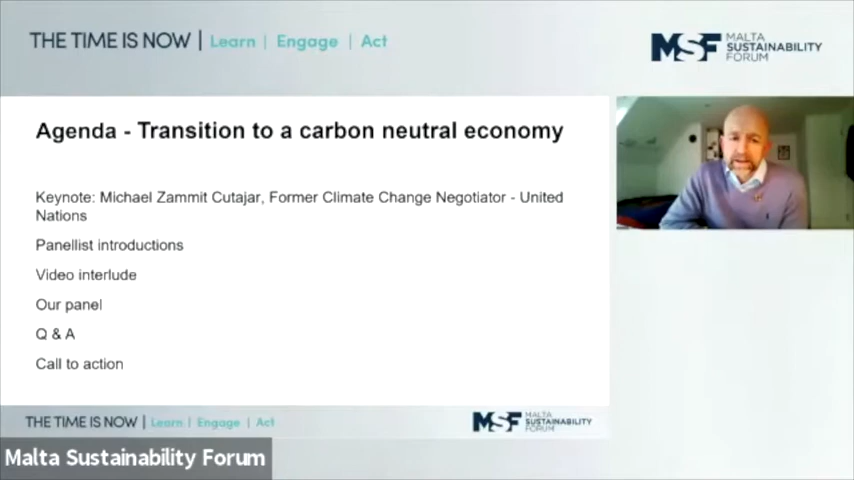 THE TIME IS NOW | Learn | Engage | Act
MSF MALTA
SUSTAINABILITY
FORUM
Agenda - Transition to a carbon neutral economy
Keynote: Michael Zammit Cutajar, Former Climate Change Negotiator - United
Nations
Panellist introductions
Video interlude
Our panel
Q & A
Call to action
THE TIME IS NOW | Learn | Engage | Act
MSF MALTA
SUSTAINABILITY
FORUM
Malta Sustainability Forum